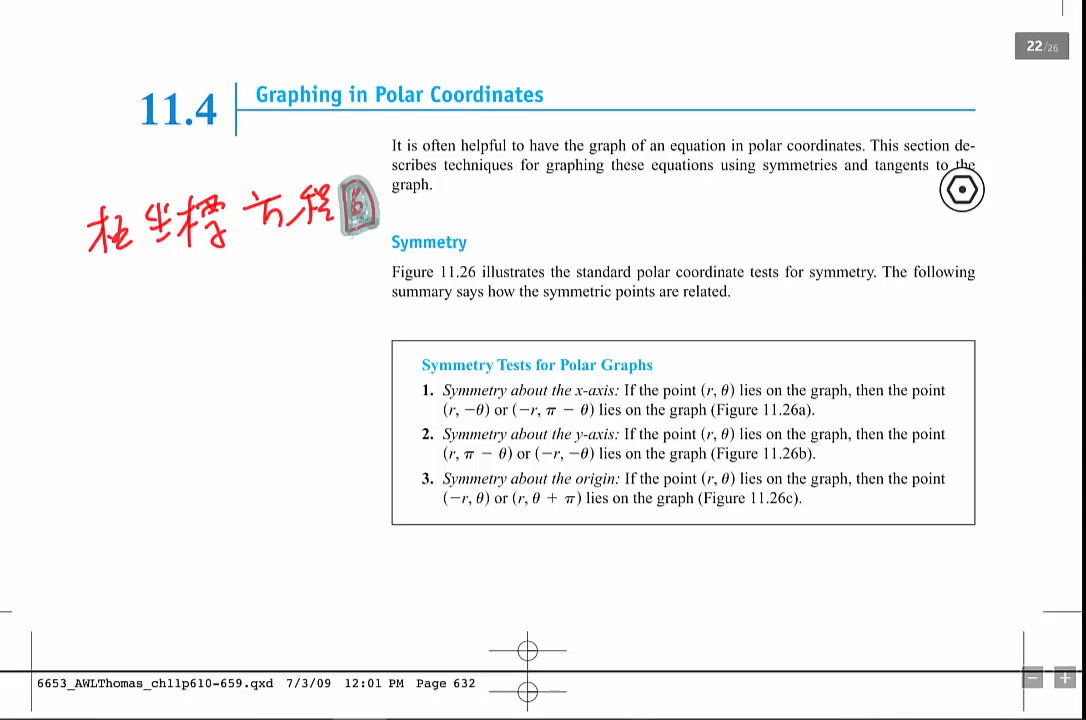 22/26
11.4
Graphing in Polar Coordinates
It is often helpful to have the graph of an equation in polar coordinates. This section de-
scribes techniques for graphing these equations using symmetries and tangents to the
graph.
极坐标方程图
Symmetry
Figure 11.26 illustrates the standard polar coordinate tests for symmetry. The following
summary says how the symmetric points are related.
Symmetry Tests for Polar Graphs
1. Symmetry about the x-axis: If the point (r, θ) lies on the graph, then the point
(r, −θ) or (−r, π − θ) lies on the graph (Figure 11.26a).
2. Symmetry about the y-axis: If the point (r, θ) lies on the graph, then the point
(r, π − θ) or (−r, −θ) lies on the graph (Figure 11.26b).
3. Symmetry about the origin: If the point (r, θ) lies on the graph, then the point
(−r, θ) or (r, θ + π) lies on the graph (Figure 11.26c).
6653_AWLThomas_ch11p610-659.qxd 7/3/09 12:01 PM Page 632